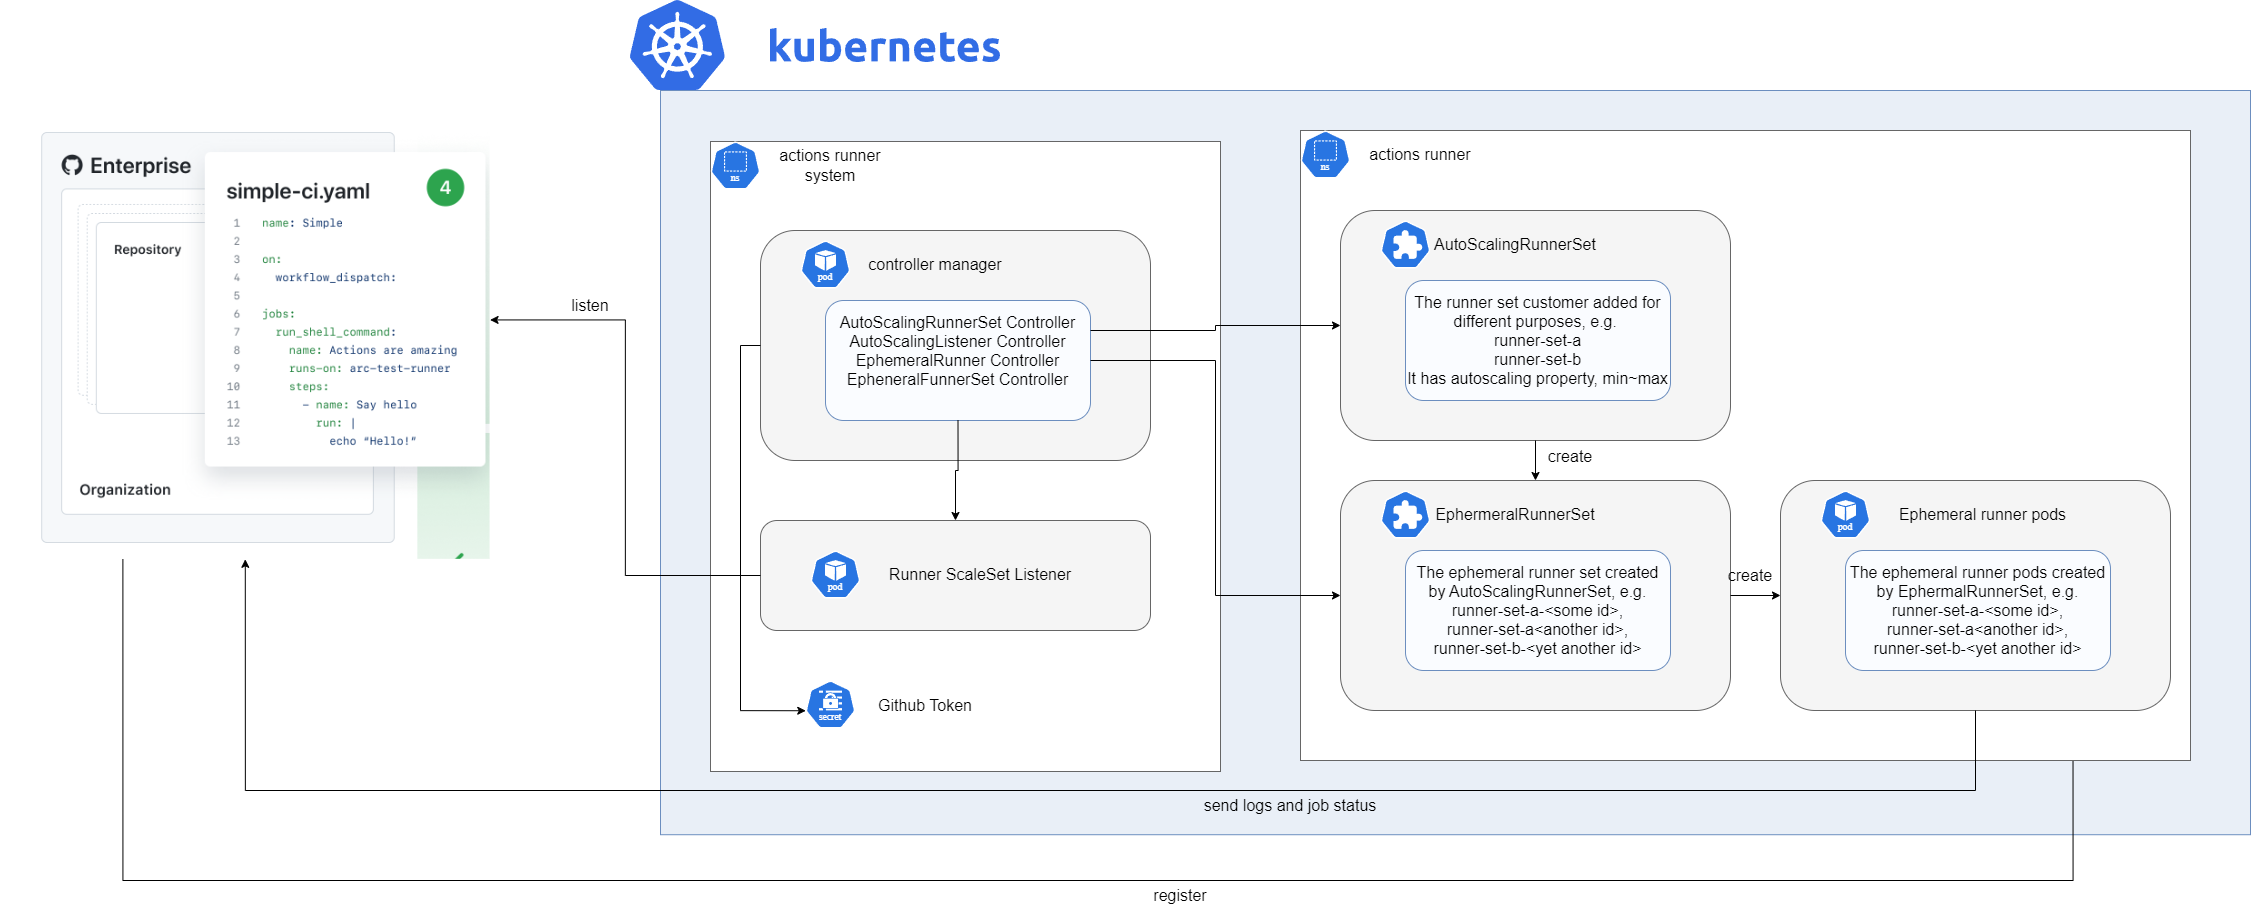 kubernetes
Enterprise
simple-ci.yaml
4
1 name: Simple
2
3 on:
4 workflow_dispatch:
5
6 jobs:
7 run_shell_command:
8 name: Actions are amazing
9 runs-on: arc-test-runner
10 steps:
11 - name: Say hello
12 run: |
13 echo “Hello!”
Repository
Organization
listen
ns
actions runner
system
pod
controller manager
AutoScalingRunnerSet Controller
AutoScalingListener Controller
EphemeralRunner Controller
EpheneralFunnerSet Controller
pod
Runner ScaleSet Listener
secret
Github Token
ns
actions runner
AutoScalingRunnerSet
The runner set customer added for
different purposes, e.g.
runner-set-a
runner-set-b
It has autoscaling property, min~max
create
EphermeralRunnerSet
The ephemeral runner set created
by AutoScalingRunnerSet, e.g.
runner-set-a-<some id>,
runner-set-a<another id>,
runner-set-b-<yet another id>
create
pod
Ephemeral runner pods
The ephemeral runner pods created
by EphermalRunnerSet, e.g.
runner-set-a-<some id>,
runner-set-a<another id>,
runner-set-b-<yet another id>
send logs and job status
register